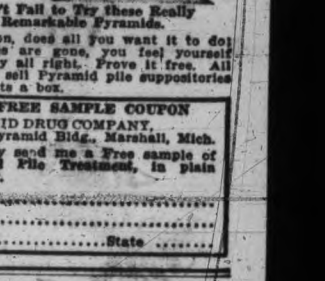 't Fail to Try these Really
Remarkable Pyramids.
on, does all you want it to do;
es are gone, you feel yourself
y all right. Prove it free. All
sell Pyramid pile suppositories
ts a box.
FREE SAMPLE COUPON
ID DRUG COMPANY,
yramid Bldg., Marshall, Mich.
y send me a Free sample of
Pile Treatment, in plain
State